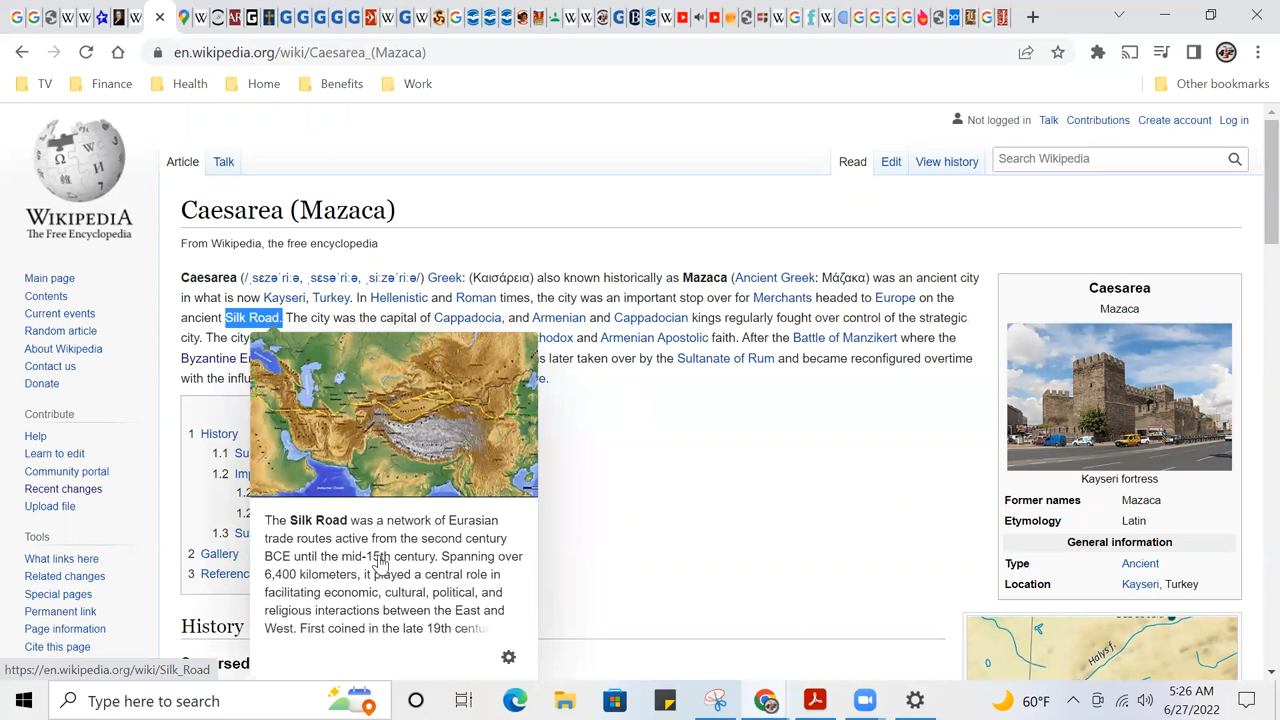 en.wikipedia.org/wiki/Caesarea_(Mazaca)
TV
Finance
Health
Home
Benefits
Work
Other bookmarks
Not logged in Talk Contributions Create account Log in
Article Talk
Read Edit View history
Search Wikipedia
WIKIPEDIA
The Free Encyclopedia
Main page
Contents
Current events
Random article
About Wikipedia
Contact us
Donate
Contribute
Help
Learn to edit
Community portal
Recent changes
Upload file
Tools
What links here
Related changes
Special pages
Permanent link
Page information
Cite this page
https://en.wikipedia.org/wiki/Silk_Road
Caesarea (Mazaca)
From Wikipedia, the free encyclopedia
Caesarea (/ˌsɛzəˈriːə, ˌsɛsəˈriːə, ˌsiːzəˈriːə/) Greek: (Καισάρεια) also known historically as Mazaca (Ancient Greek: Μάζακα) was an ancient city
in what is now Kayseri, Turkey. In Hellenistic and Roman times, the city was an important stop over for Merchants headed to Europe on the
ancient Silk Road. The city was the capital of Cappadocia, and Armenian and Cappadocian kings regularly fought over control of the strategic
city. The city hodox and Armenian Apostolic faith. After the Battle of Manzikert where the
Byzantine E s later taken over by the Sultanate of Rum and became reconfigured overtime
with the influ e.
1 History
1.1 Su
1.2 Im
1.2
1.2
1.3 Su
2 Gallery
3 Referenc
The Silk Road was a network of Eurasian
trade routes active from the second century
BCE until the mid-15th century. Spanning over
6,400 kilometers, it played a central role in
facilitating economic, cultural, political, and
religious interactions between the East and
West. First coined in the late 19th centu
History
Caesarea
Mazaca
Kayseri fortress
Former names Mazaca
Etymology Latin
General information
Type Ancient
Location Kayseri, Turkey
Halys f.
Type here to search
60°F
5:26 AM
6/27/2022